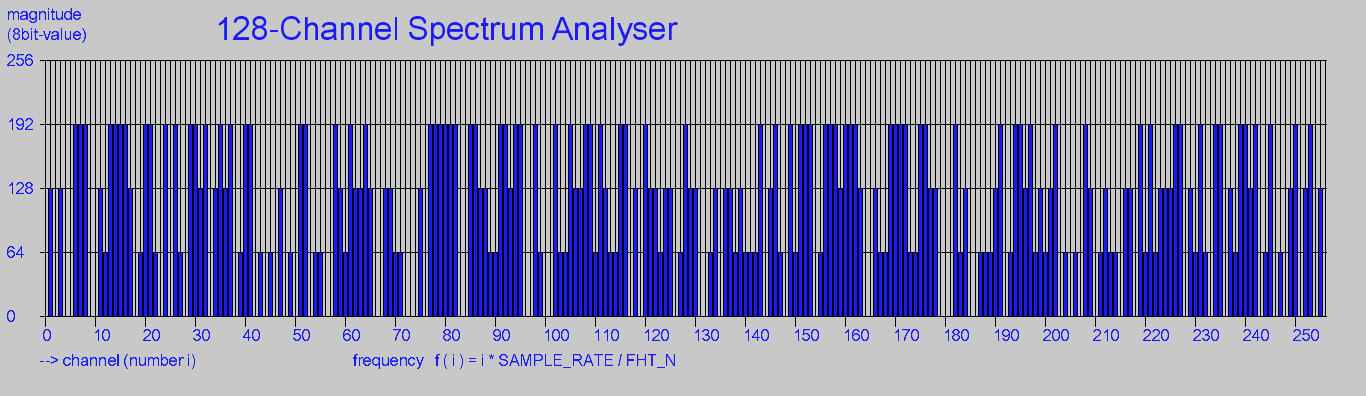 magnitude
(8bit-value)
128-Channel Spectrum Analyser
256
192
128
64
0
0 10 20 30 40 50 60 70 80 90 100 110 120 130 140 150 160 170 180 190 200 210 220 230 240 250
--> channel (number i) frequency f ( i ) = i * SAMPLE_RATE / FHT_N